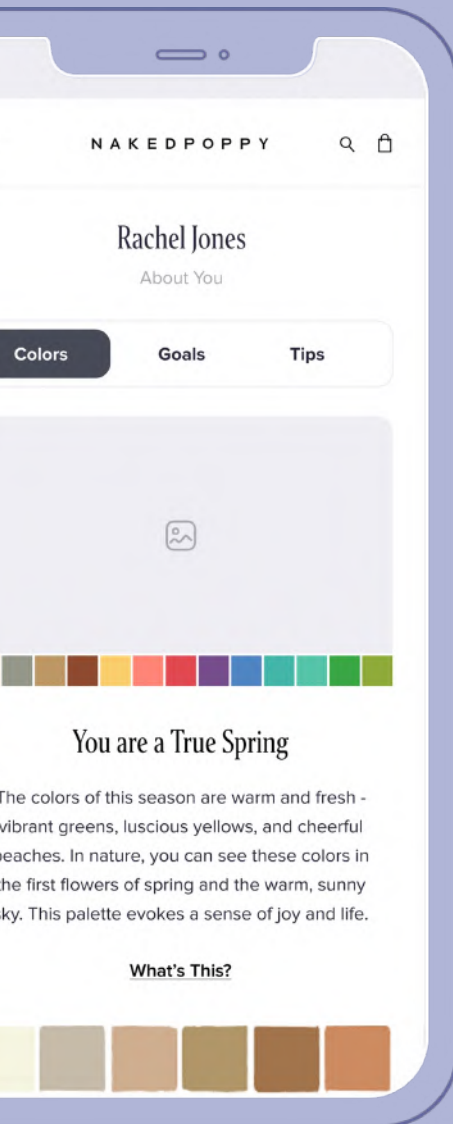 NAKEDPOPPY
Rachel Jones
About You
Colors Goals Tips
You are a True Spring
The colors of this season are warm and fresh -
vibrant greens, luscious yellows, and cheerful
peaches. In nature, you can see these colors in
the first flowers of spring and the warm, sunny
sky. This palette evokes a sense of joy and life.
What's This?